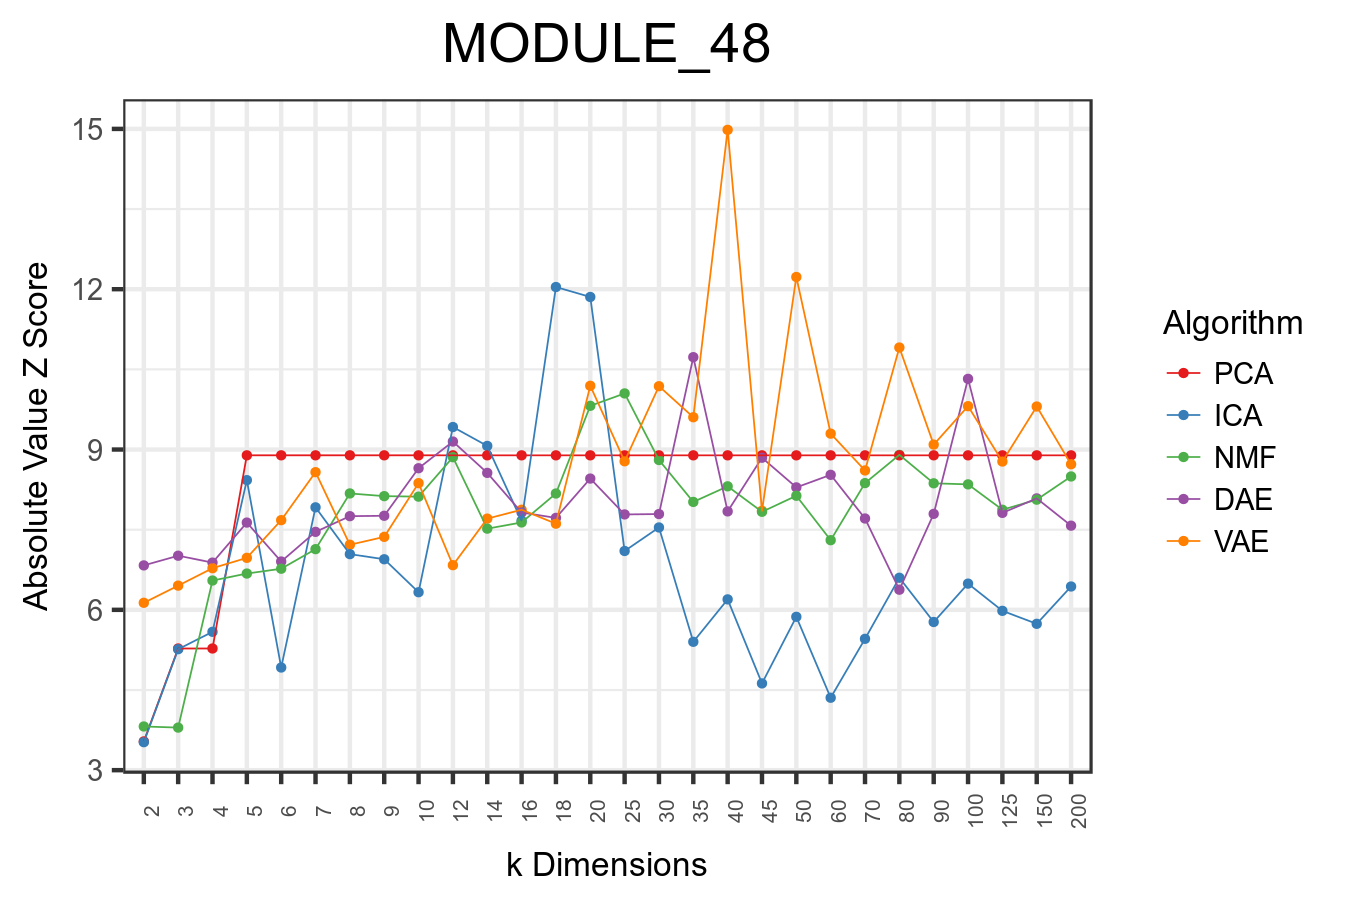 MODULE_48
15
12
9
6
3
Absolute Value Z Score
2 3 4 5 6 7 8 9 10 12 14 16 18 20 25 30 35 40 45 50 60 70 80 90 100 125 150 200
k Dimensions
Algorithm
PCA
ICA
NMF
DAE
VAE